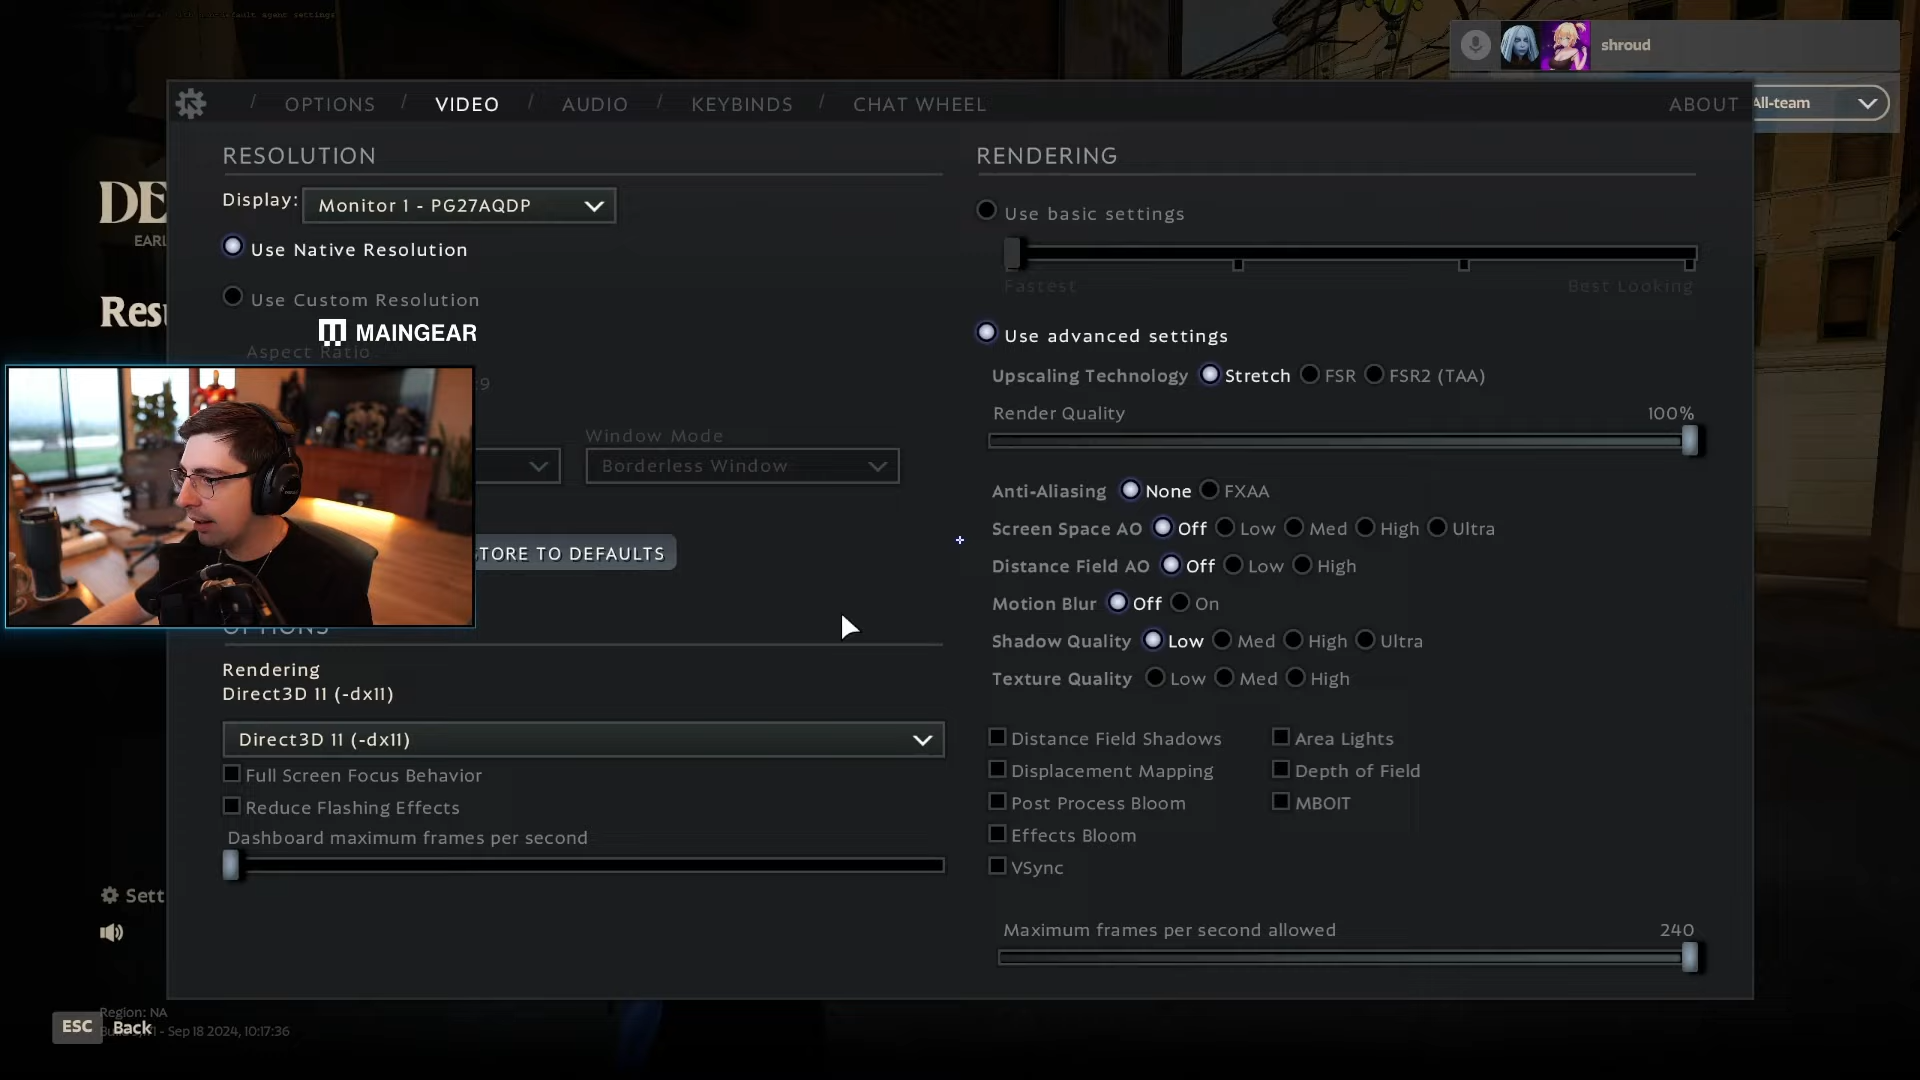 shroud
OPTIONS / VIDEO / AUDIO / KEYBINDS / CHAT WHEEL
ABOUT
All-team
RESOLUTION
Display: Monitor 1 - PG27AQDP
Use Native Resolution
Use Custom Resolution
MAINGEAR
Aspect Ratio
:9
Window Mode
Borderless Window
STORE TO DEFAULTS
OPTIONS
Rendering
Direct3D 11 (-dx11)
Direct3D 11 (-dx11)
Full Screen Focus Behavior
Reduce Flashing Effects
Dashboard maximum frames per second
RENDERING
Use basic settings
Fastest Best Looking
Use advanced settings
Upscaling Technology Stretch FSR FSR2 (TAA)
Render Quality 100%
Anti-Aliasing None FXAA
Screen Space AO Off Low Med High Ultra
Distance Field AO Off Low High
Motion Blur Off On
Shadow Quality Low Med High Ultra
Texture Quality Low Med High
Distance Field Shadows Area Lights
Displacement Mapping Depth of Field
Post Process Bloom MBOIT
Effects Bloom
VSync
Maximum frames per second allowed 240
DE
EARL
Resu
Sett
Region: NA
ESC Back
- Sep 18 2024, 10:17:36